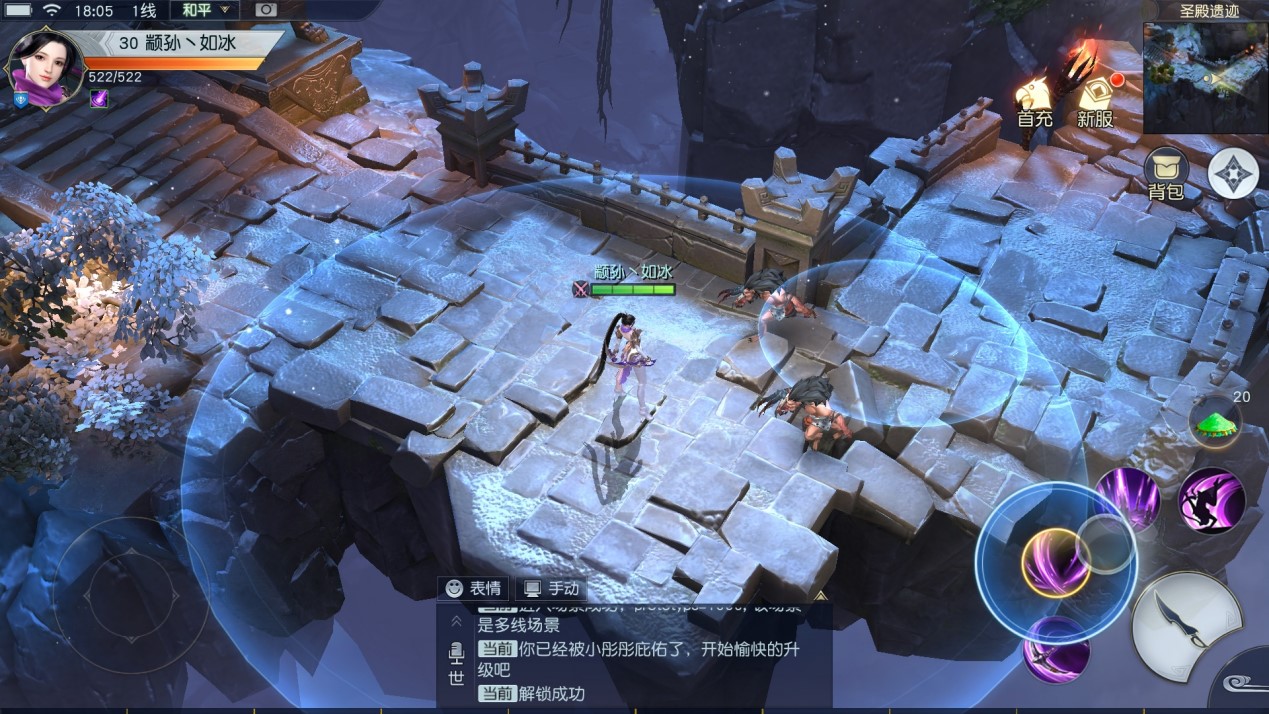 18:05 1线 和平
圣殿遗迹
30 颛孙丶如冰
522/522
首充 新服
背包
颛孙丶如冰
20
表情 手动
是多线场景
当前 你已经被小彤彤庇佑了、开始愉快的升
级吧
世
当前 解锁成功